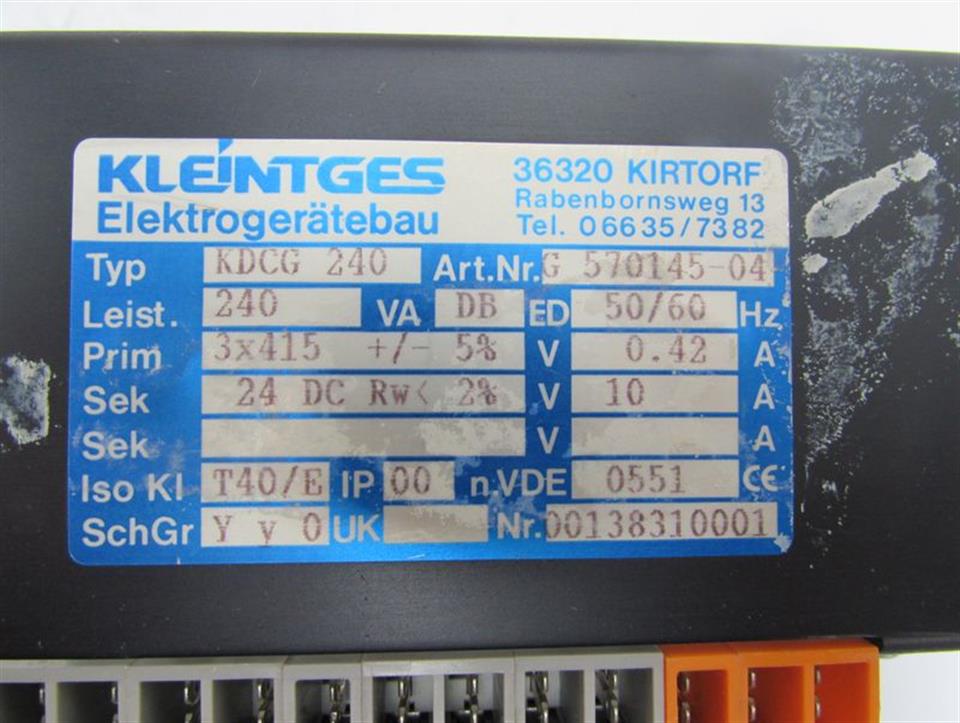 KLEINTGES
Elektrogerätebau
36320 KIRTORF
Rabenbornsweg 13
Tel. 06635/7382
Typ KDCG 240 Art.Nr. G 570145-04
Leist. 240 VA DB ED 50/60 Hz
Prim 3x415 +/- 5% V 0.42 A
Sek 24 DC Rw< 2% V 10 A
Sek V A
Iso Kl T40/E IP 00 n.VDE 0551 CE
SchGr Y y 0 UK Nr. 00138310001